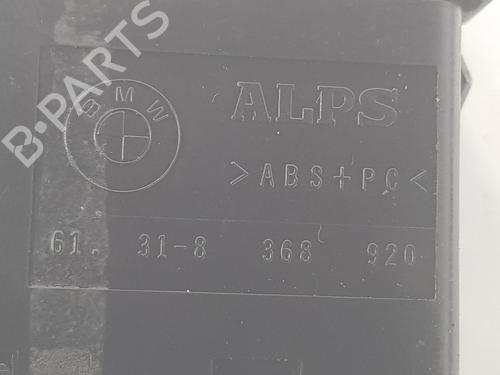 B-PARTS
BMW
ALPS
>ABS+PC<
61. 31-8 368 920